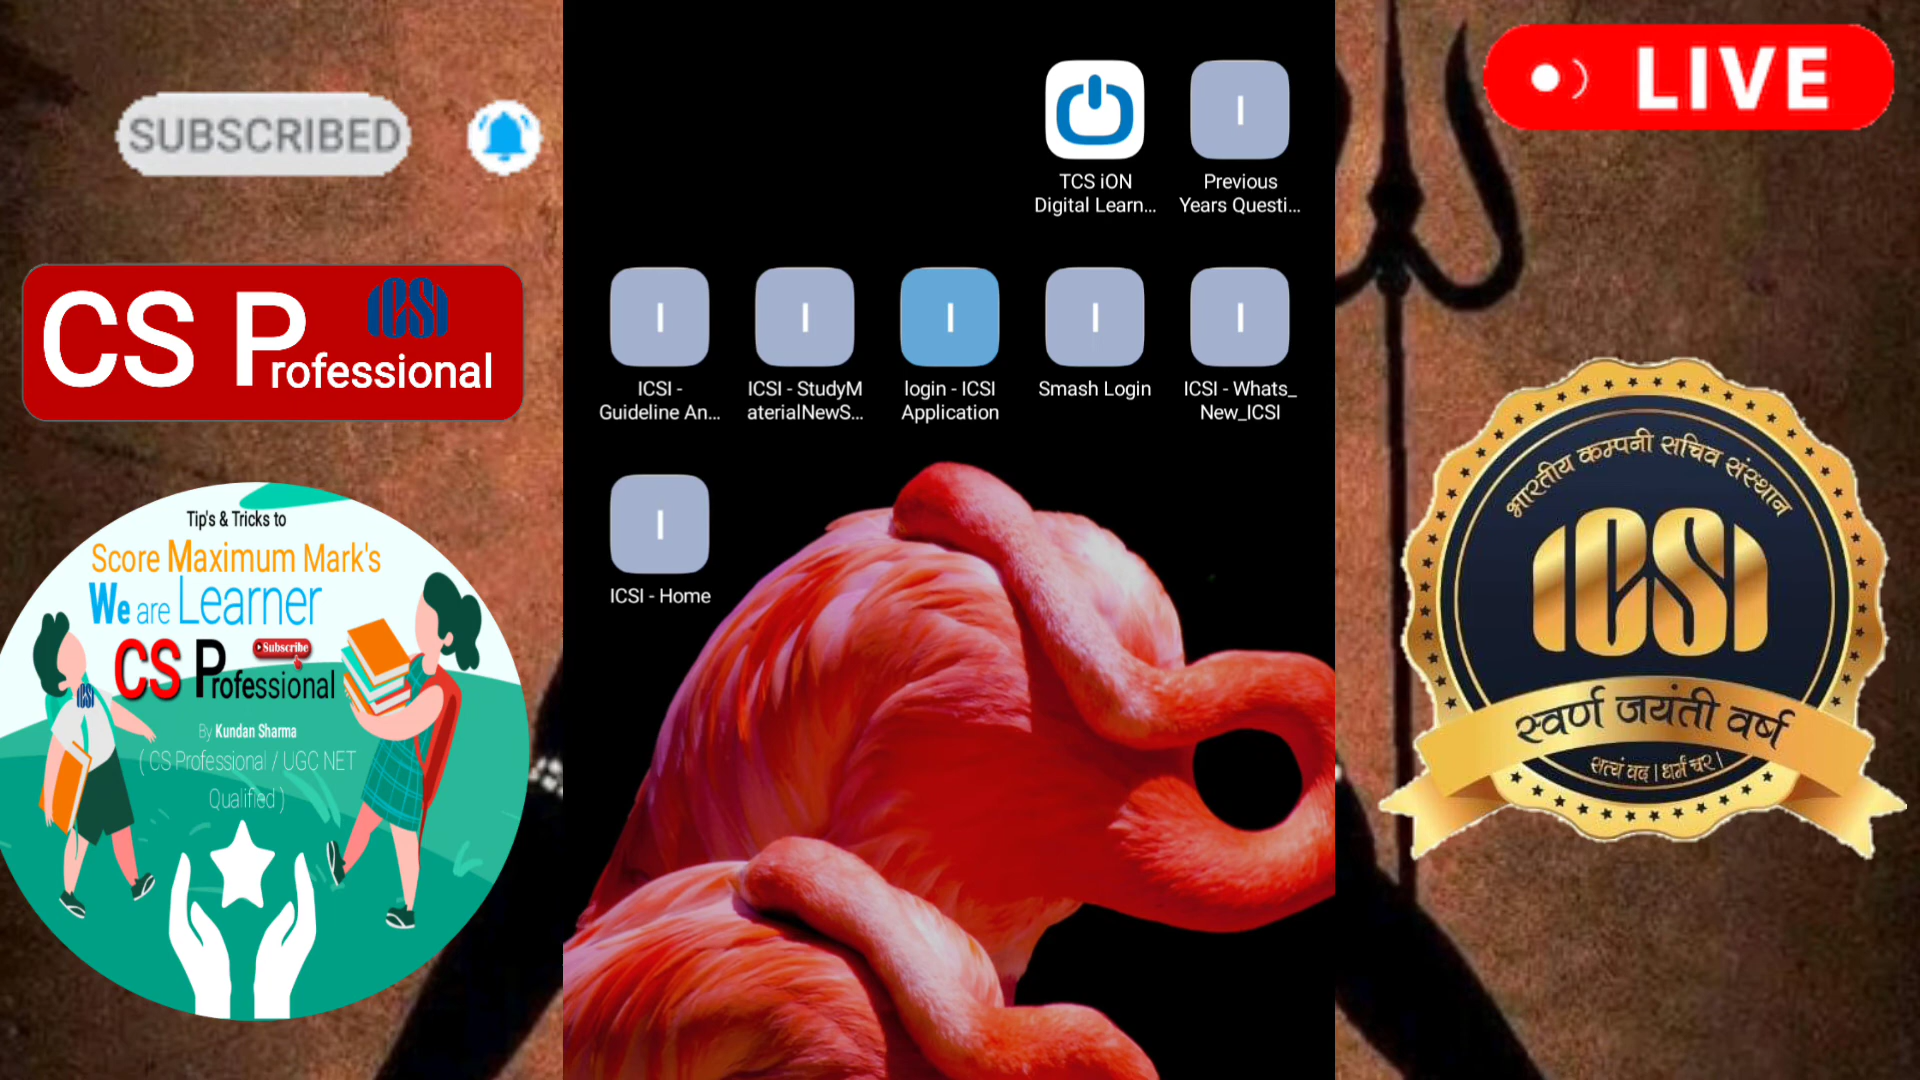 SUBSCRIBED
CS Professional
ICSI
Tip's & Tricks to
Score Maximum Mark's
We are Learner
CS Professional
Subscribe
ICSI
By Kundan Sharma
( CS Professional / UGC NET
Qualified )
TCS iON
Digital Learn...
I
Previous
Years Questi...
I
ICSI -
Guideline An...
I
ICSI - StudyM
aterialNewS...
I
login - ICSI
Application
I
Smash Login
I
ICSI - Whats_
New_ICSI
I
ICSI - Home
LIVE
भारतीय कम्पनी सचिव संस्थान
ICSI
स्वर्ण जयंती वर्ष
सत्यं वद । धर्मं चर ।